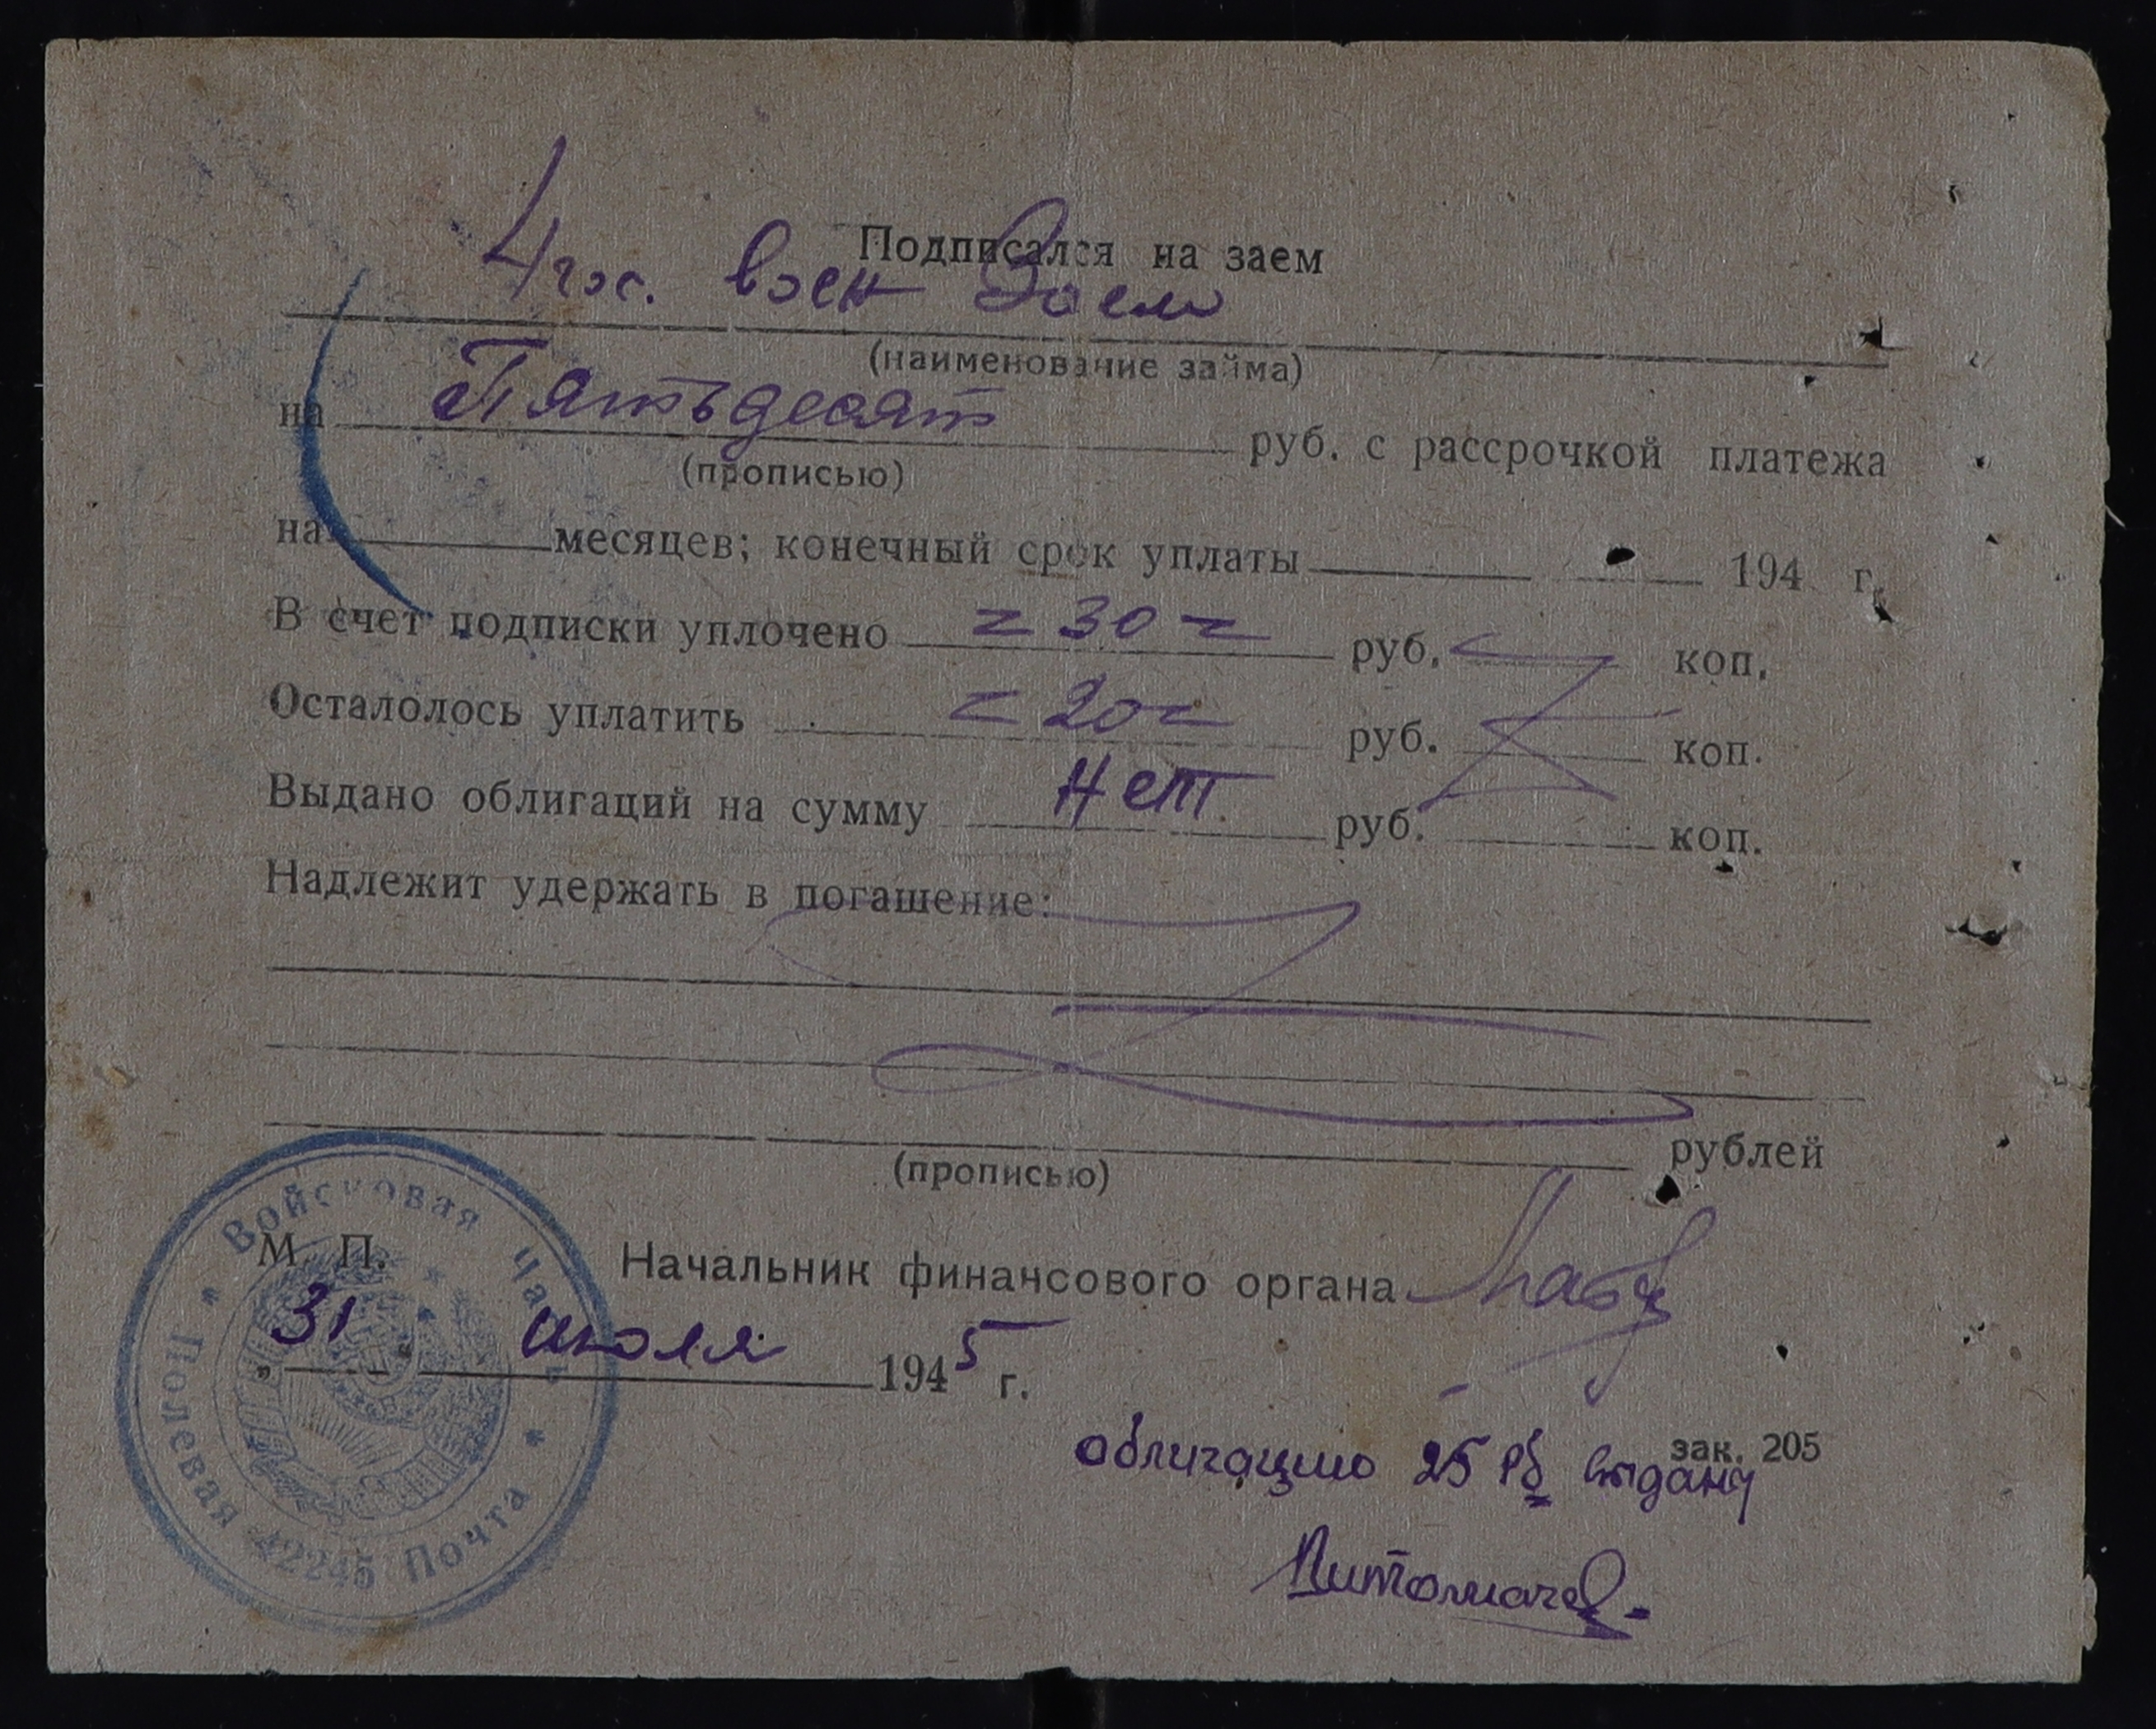 Подписался на заем
4 гос. воен Заем
(наименование займа)
на Пятьдесят руб. с рассрочкой платежа
(прописью)
на месяцев; конечный срок уплаты 194 г.
В счет подписки уплочено = 30 = руб. коп.
Осталолось уплатить = 20 = руб. коп.
Выдано облигаций на сумму Нет руб. коп.
Надлежит удержать в погашение:
рублей
(прописью)
Войсковая Часть
Полевая Почта
42245
М. П.
Начальник финансового органа
„31“ июля 1945 г.
зак. 205
облигацию 25 рб выдану